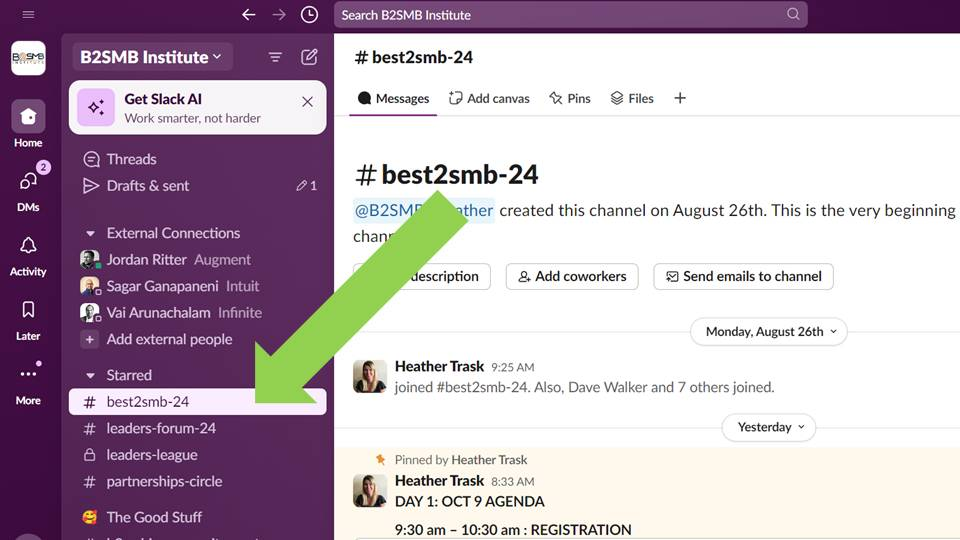 Search B2SMB Institute
B2SMB
INSTITUTE
B2SMB Institute
Get Slack AI
Work smarter, not harder
Home
2
DMs
Activity
Later
More
Threads
Drafts & sent
1
External Connections
Jordan Ritter Augment
Sagar Ganapaneni Intuit
Vai Arunachalam Infinite
Add external people
Starred
# best2smb-24
# leaders-forum-24
leaders-league
# partnerships-circle
The Good Stuff
# best2smb-24
Messages
Add canvas
Pins
Files
# best2smb-24
created this channel on August 26th. This is the very beginning
description
Add coworkers
Send emails to channel
Monday, August 26th
Heather Trask 9:25 AM
joined #best2smb-24. Also, Dave Walker and 7 others joined.
Yesterday
Pinned by Heather Trask
Heather Trask 8:33 AM
DAY 1: OCT 9 AGENDA
9:30 am – 10:30 am : REGISTRATION